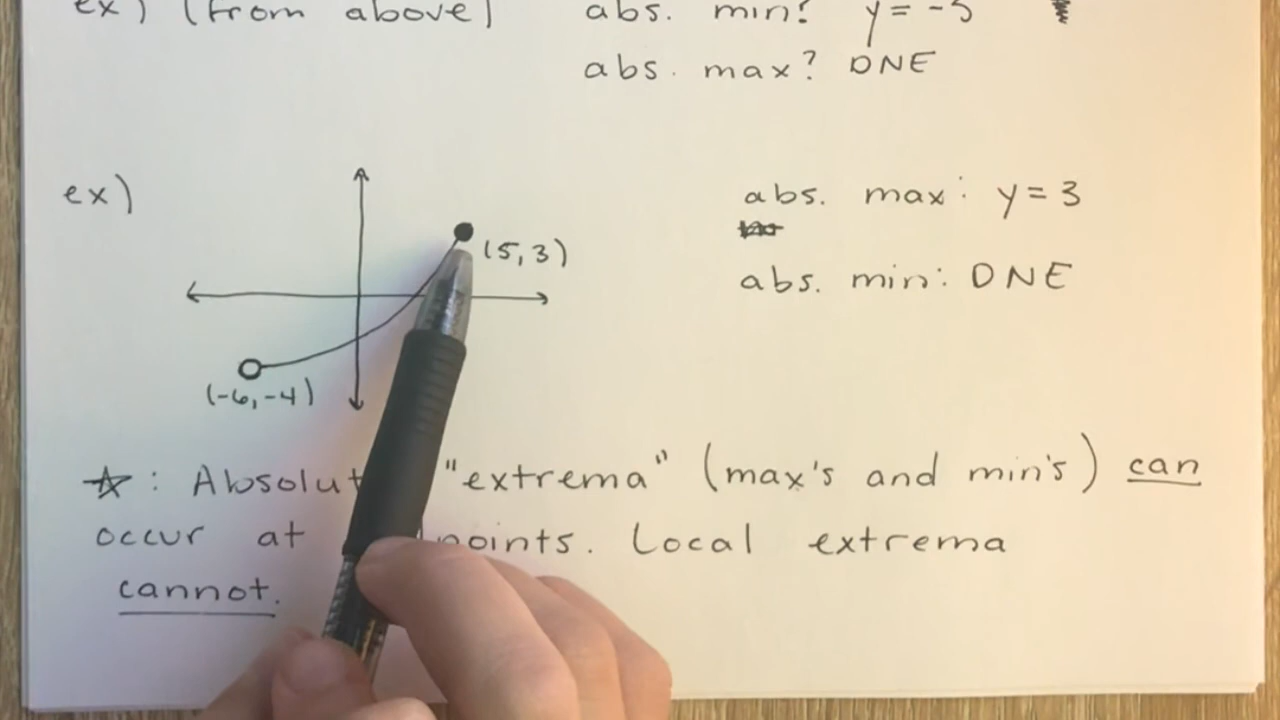 ex) (from above) abs. min? y = -5
abs. max? DNE
ex)
abs. max: y = 3
(5,3)
abs. min: DNE
(-6,-4)
☆: Absolut "extrema" (max's and min's) can
occur at points. Local extrema
cannot.